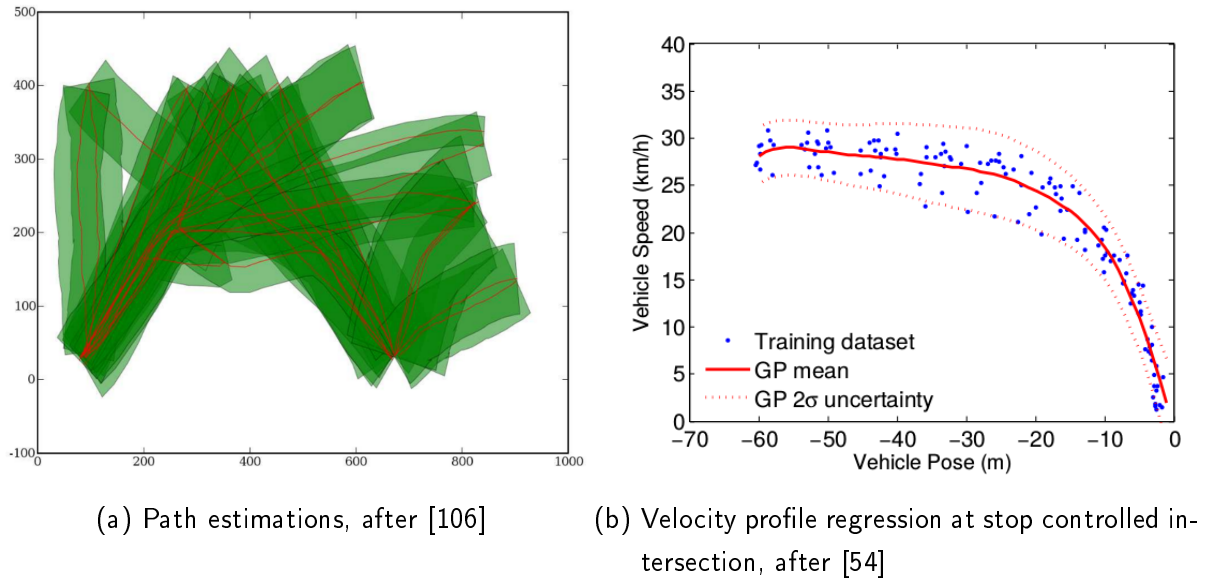 500
400
300
200
100
0
-100
0 200 400 600 800 1000
40
35
30
25
20
15
10
5
0
Vehicle Speed (km/h)
Training dataset
GP mean
GP 2σ uncertainty
−70 −60 −50 −40 −30 −20 −10 0
Vehicle Pose (m)
(a) Path estimations, after [106]
(b) Velocity profile regression at stop controlled in-
tersection, after [54]